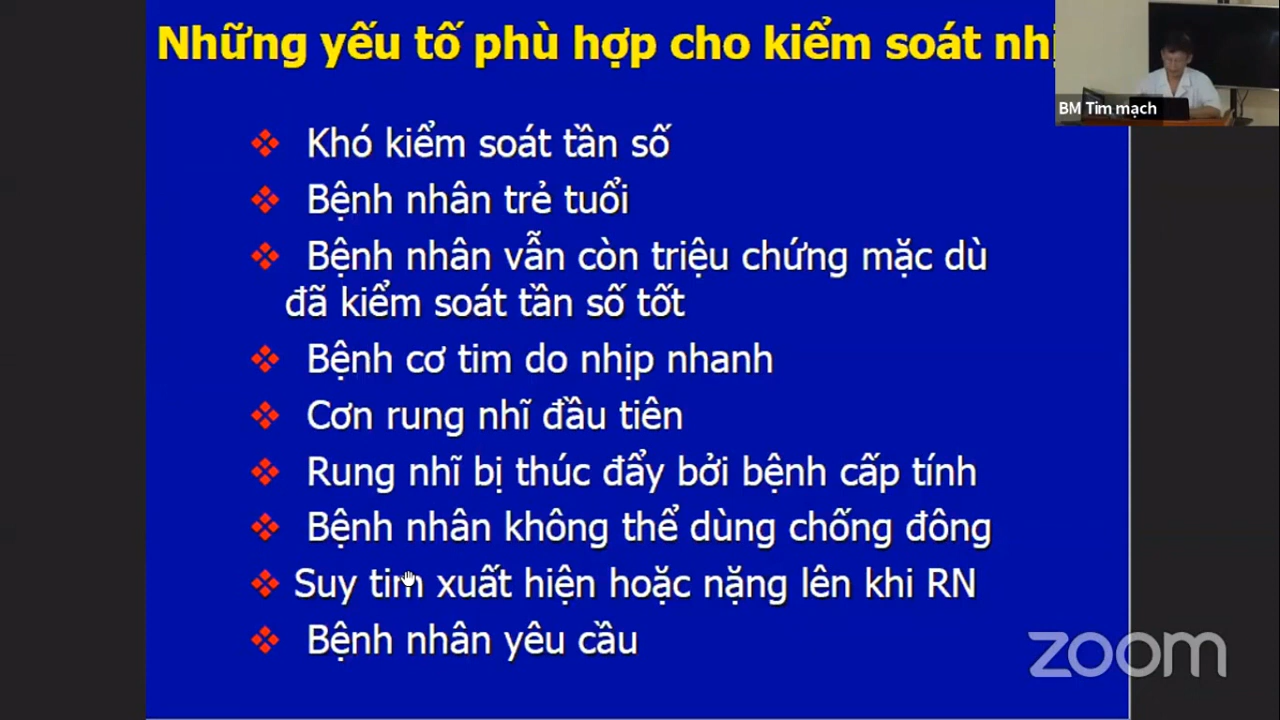 Những yếu tố phù hợp cho kiểm soát
BM Tim mạch
Khó kiểm soát tần số
Bệnh nhân trẻ tuổi
Bệnh nhân vẫn còn triệu chứng mặc dù
đã kiểm soát tần số tốt
Bệnh cơ tim do nhịp nhanh
Cơn rung nhĩ đầu tiên
Rung nhĩ bị thúc đẩy bởi bệnh cấp tính
Bệnh nhân không thể dùng chống đông
Suy tim xuất hiện hoặc nặng lên khi RN
Bệnh nhân yêu cầu
zoom